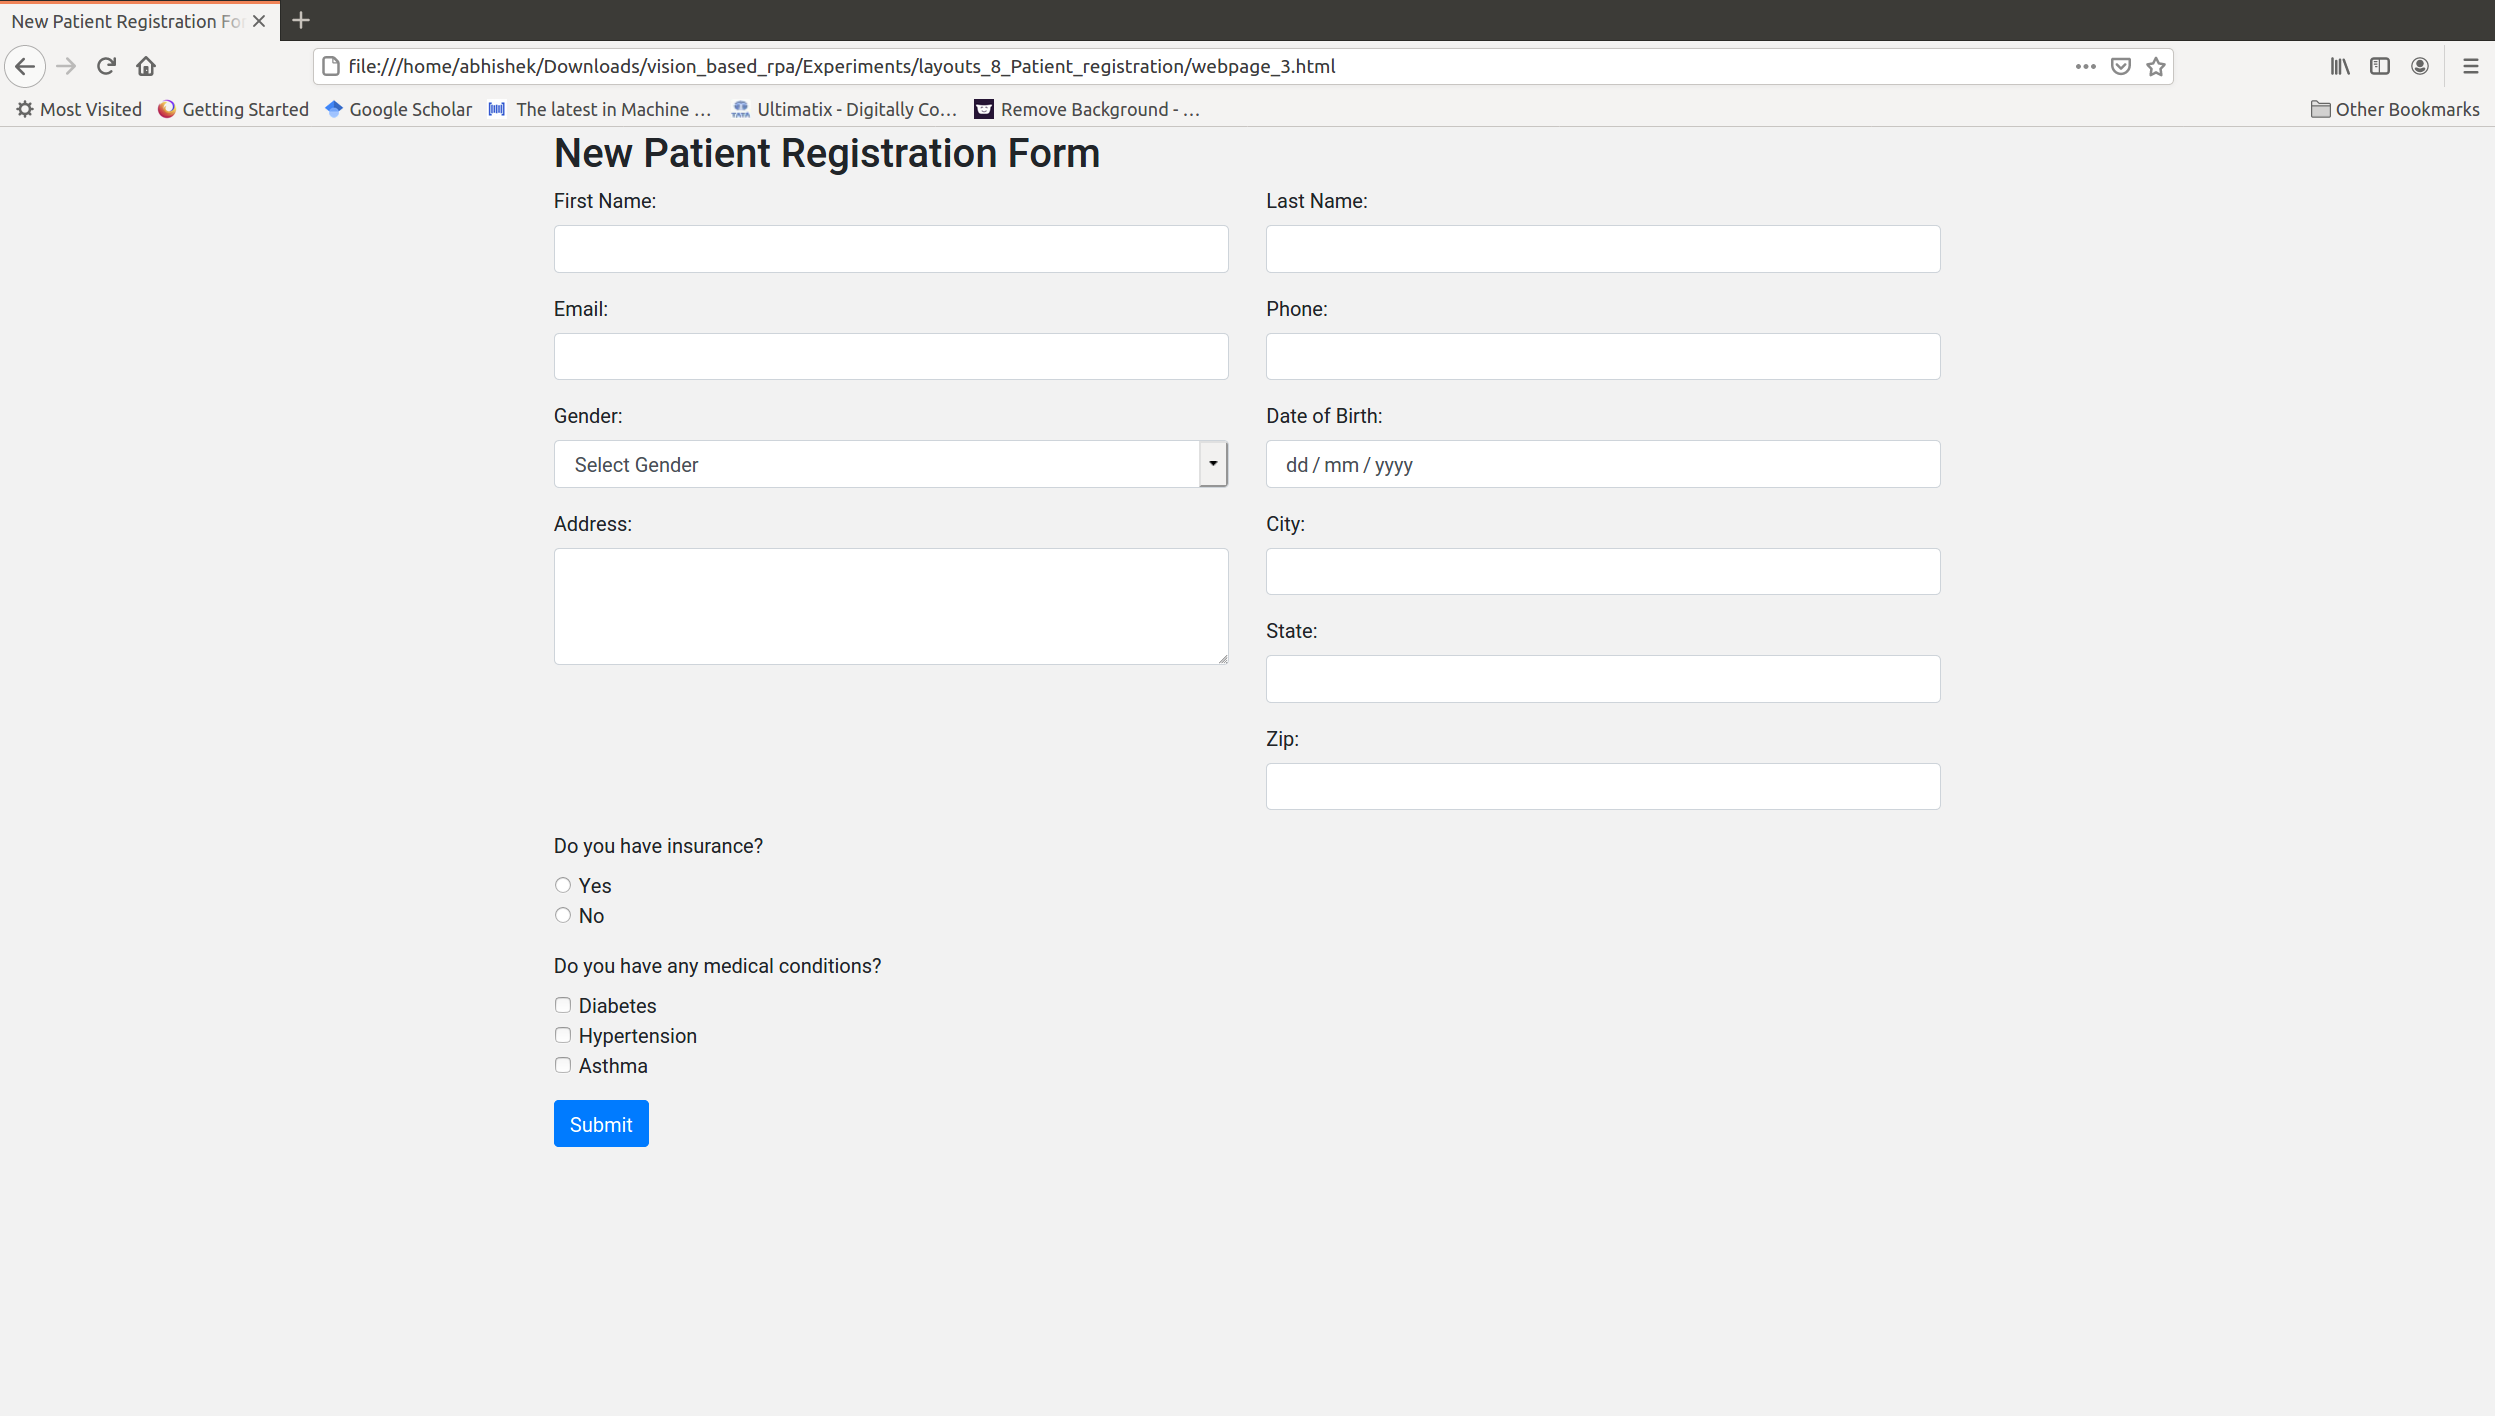 New Patient Registration Fo
file:///home/abhishek/Downloads/vision_based_rpa/Experiments/layouts_8_Patient_registration/webpage_3.html
Most Visited Getting Started Google Scholar The latest in Machine … Ultimatix - Digitally Co… Remove Background - … Other Bookmarks
New Patient Registration Form
First Name: Last Name:
Email: Phone:
Gender: Date of Birth:
Select Gender dd / mm / yyyy
Address: City:
State:
Zip:
Do you have insurance?
Yes
No
Do you have any medical conditions?
Diabetes
Hypertension
Asthma
Submit